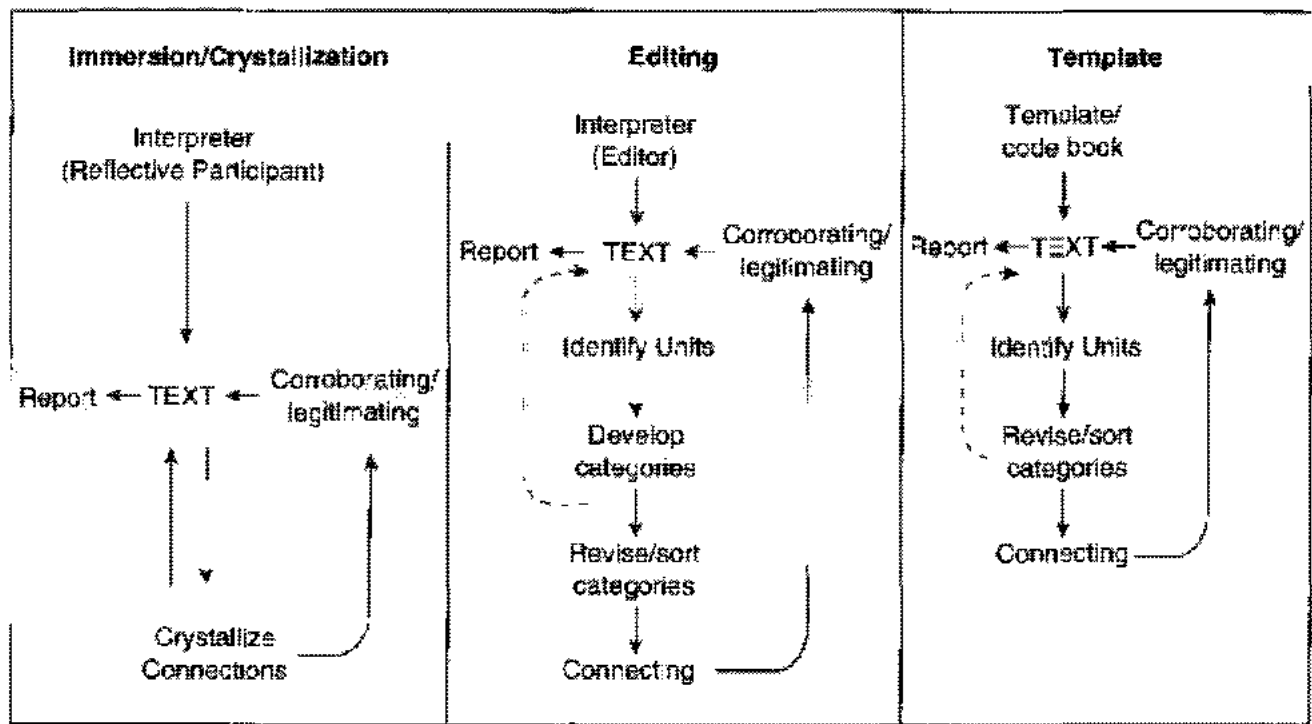 Immersion/Crystallization
Interpreter
(Reflective Participant)
Report
TEXT
Corroborating/
legitimating
Crystallize
Connections
Editing
Interpreter
(Editor)
Report
TEXT
Corroborating/
legitimating
Identify Units
Develop
categories
Revise/sort
categories
Connecting
Template
Template/
code book
Report
TEXT
Corroborating/
legitimating
Identify Units
Revise/sort
categories
Connecting